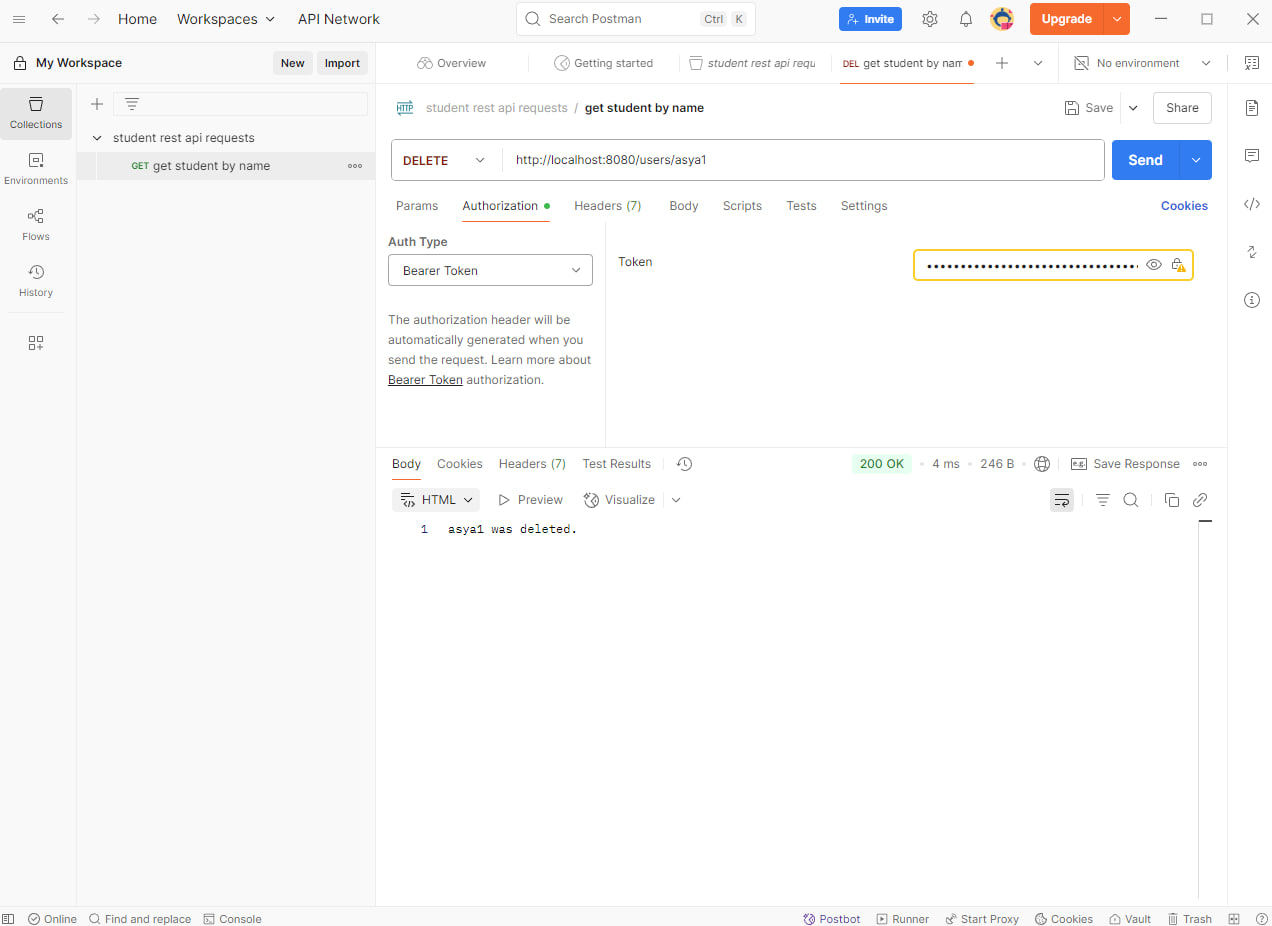 Home Workspaces API Network Search Postman Ctrl K Invite Upgrade
My Workspace New Import Overview Getting started student rest api requ DEL get student by nam No environment
Collections
Environments
Flows
History
student rest api requests
GET get student by name
HTTP student rest api requests / get student by name Save Share
DELETE http://localhost:8080/users/asya1 Send
Params Authorization Headers (7) Body Scripts Tests Settings Cookies
Auth Type
Bearer Token
Token
The authorization header will be
automatically generated when you
send the request. Learn more about
Bearer Token authorization.
Body Cookies Headers (7) Test Results 200 OK 4 ms 246 B e.g. Save Response
HTML Preview Visualize
1 asya1 was deleted.
Online Find and replace Console Postbot Runner Start Proxy Cookies Vault Trash